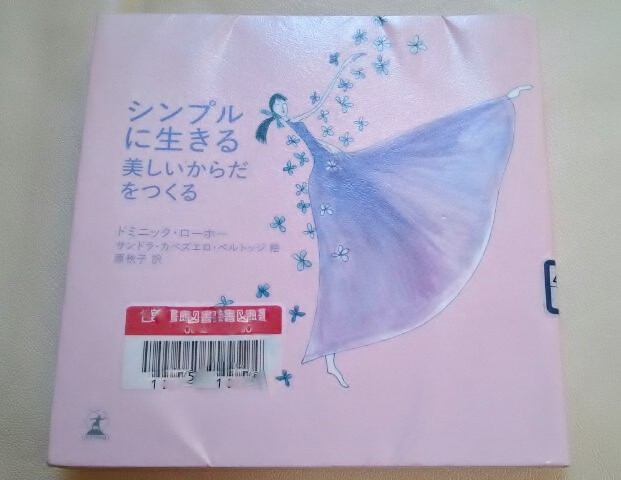 シンプル
に生きる
美しいからだ
をつくる
ドミニック・ローホー
サンドラ・カベズエロ・ベルトッジ 絵
原秋子 訳